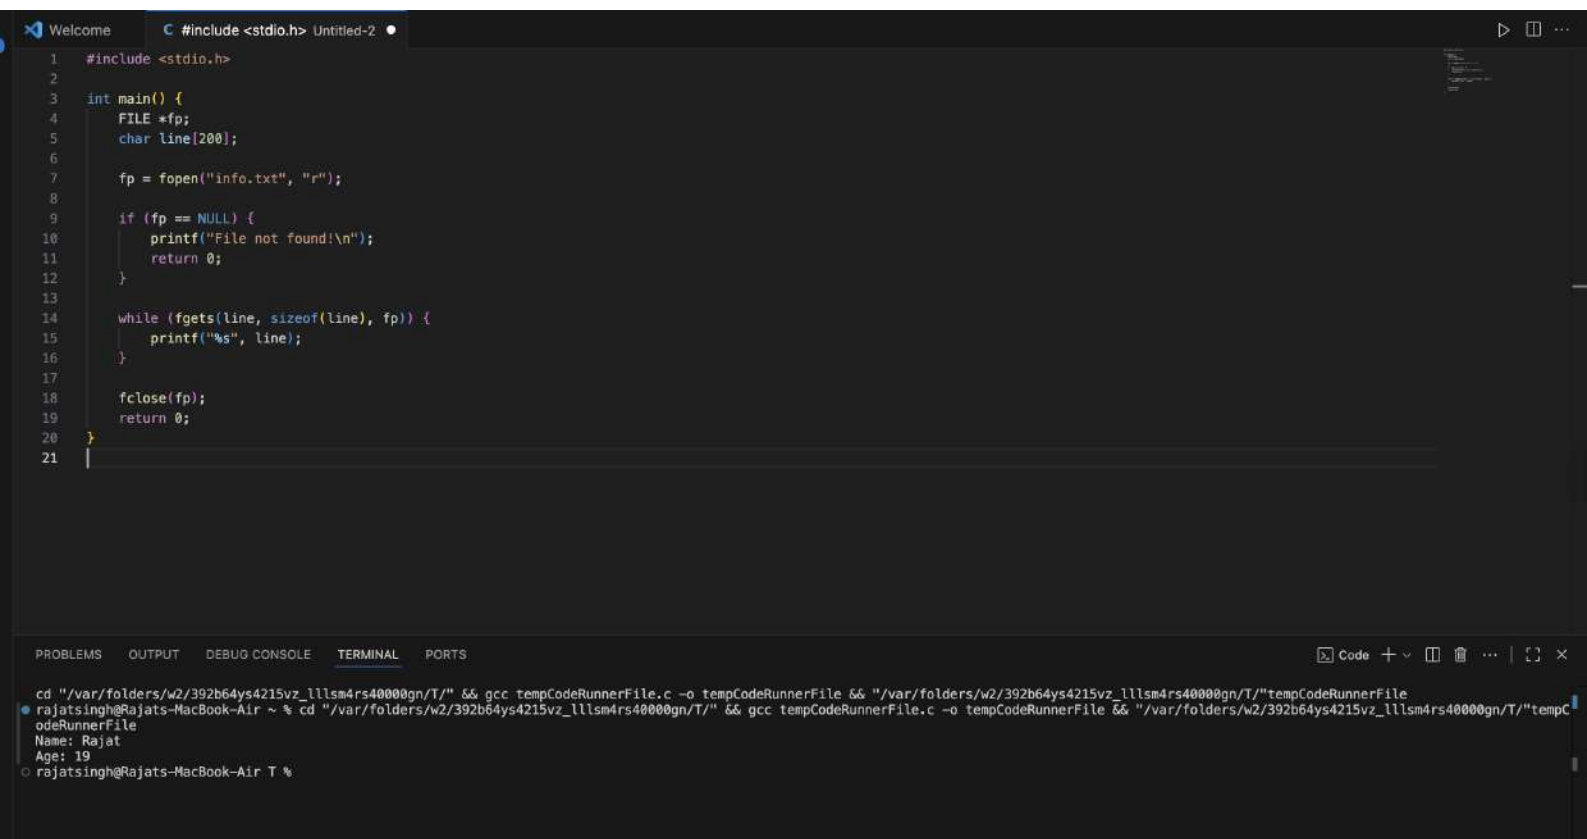 Welcome
C #include <stdio.h> Untitled-2 ●
1 #include <stdio.h>
2
3 int main() {
4     FILE *fp;
5     char line[200];
6
7     fp = fopen("info.txt", "r");
8
9     if (fp == NULL) {
10         printf("File not found!\n");
11         return 0;
12     }
13
14     while (fgets(line, sizeof(line), fp)) {
15         printf("%s", line);
16     }
17
18     fclose(fp);
19     return 0;
20 }
21
PROBLEMS OUTPUT DEBUG CONSOLE TERMINAL PORTS
Code
cd "/var/folders/w2/392b64ys4215vz_lllsm4rs40000gn/T/" && gcc tempCodeRunnerFile.c -o tempCodeRunnerFile && "/var/folders/w2/392b64ys4215vz_lllsm4rs40000gn/T/"tempCodeRunnerFile
rajatsingh@Rajats-MacBook-Air ~ % cd "/var/folders/w2/392b64ys4215vz_lllsm4rs40000gn/T/" && gcc tempCodeRunnerFile.c -o tempCodeRunnerFile && "/var/folders/w2/392b64ys4215vz_lllsm4rs40000gn/T/"tempC
odeRunnerFile
Name: Rajat
Age: 19
rajatsingh@Rajats-MacBook-Air T %